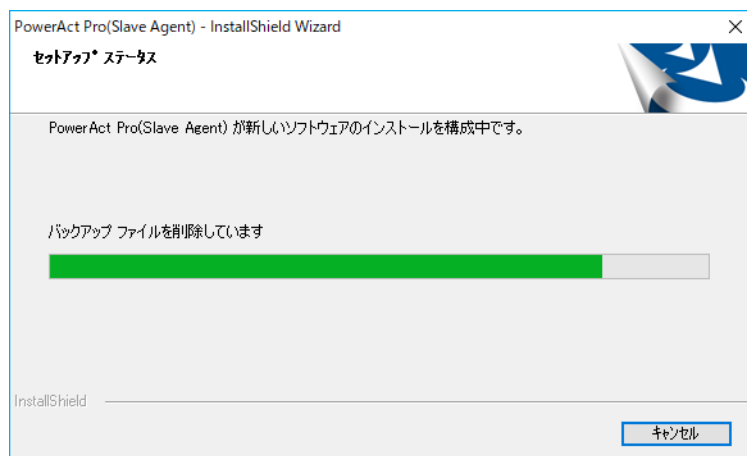 PowerAct Pro(Slave Agent) - InstallShield Wizard
ｾｯﾄｱｯﾌﾟ ｽﾃｰﾀｽ
PowerAct Pro(Slave Agent) が新しいソフトウェアのインストールを構成中です。
バックアップ ファイルを削除しています
InstallShield
ｷｬﾝｾﾙ